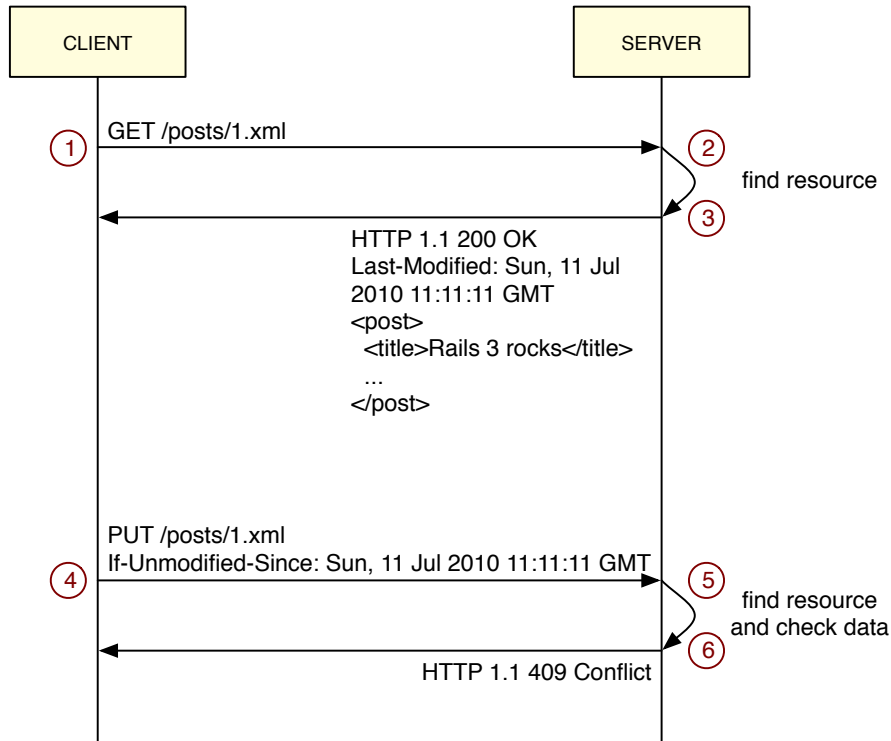 CLIENT
SERVER
GET /posts/1.xml
1
2
find resource
3
HTTP 1.1 200 OK
Last-Modified: Sun, 11 Jul
2010 11:11:11 GMT
<post>
<title>Rails 3 rocks</title>
...
</post>
PUT /posts/1.xml
If-Unmodified-Since: Sun, 11 Jul 2010 11:11:11 GMT
4
5
find resource
and check data
6
HTTP 1.1 409 Conflict